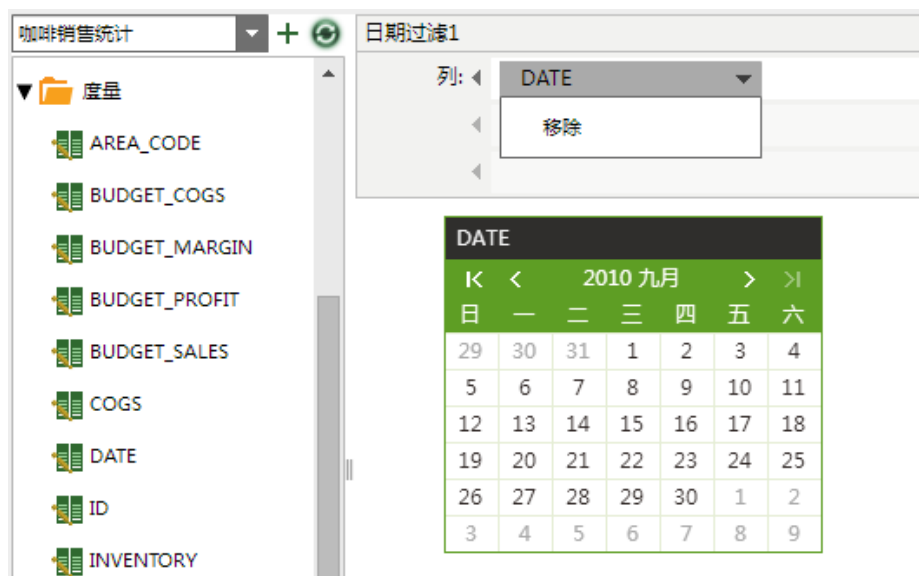 咖啡销售统计
日期过滤1
度量
AREA_CODE
BUDGET_COGS
BUDGET_MARGIN
BUDGET_PROFIT
BUDGET_SALES
COGS
DATE
ID
INVENTORY
列: DATE
移除
DATE
2010 九月
日 一 二 三 四 五 六
29 30 31 1 2 3 4
5 6 7 8 9 10 11
12 13 14 15 16 17 18
19 20 21 22 23 24 25
26 27 28 29 30 1 2
3 4 5 6 7 8 9